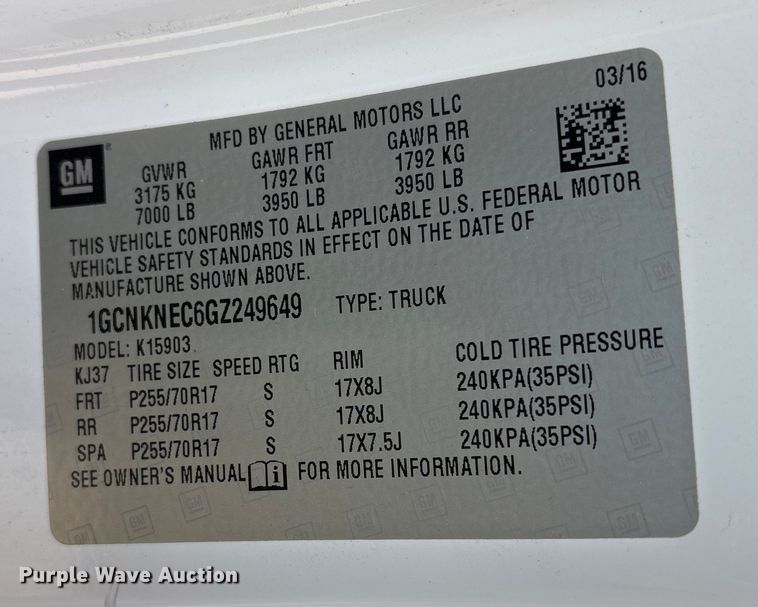 03/16
MFD BY GENERAL MOTORS LLC
GM
GVWR GAWR FRT GAWR RR
3175 KG 1792 KG 1792 KG
7000 LB 3950 LB 3950 LB
THIS VEHICLE CONFORMS TO ALL APPLICABLE U.S. FEDERAL MOTOR
VEHICLE SAFETY STANDARDS IN EFFECT ON THE DATE OF
MANUFACTURE SHOWN ABOVE.
1GCNKNEC6GZ249649 TYPE: TRUCK
MODEL: K15903
KJ37 TIRE SIZE SPEED RTG RIM COLD TIRE PRESSURE
FRT P255/70R17 S 17X8J 240KPA(35PSI)
RR P255/70R17 S 17X8J 240KPA(35PSI)
SPA P255/70R17 S 17X7.5J 240KPA(35PSI)
SEE OWNER'S MANUAL i FOR MORE INFORMATION.
Purple Wave Auction